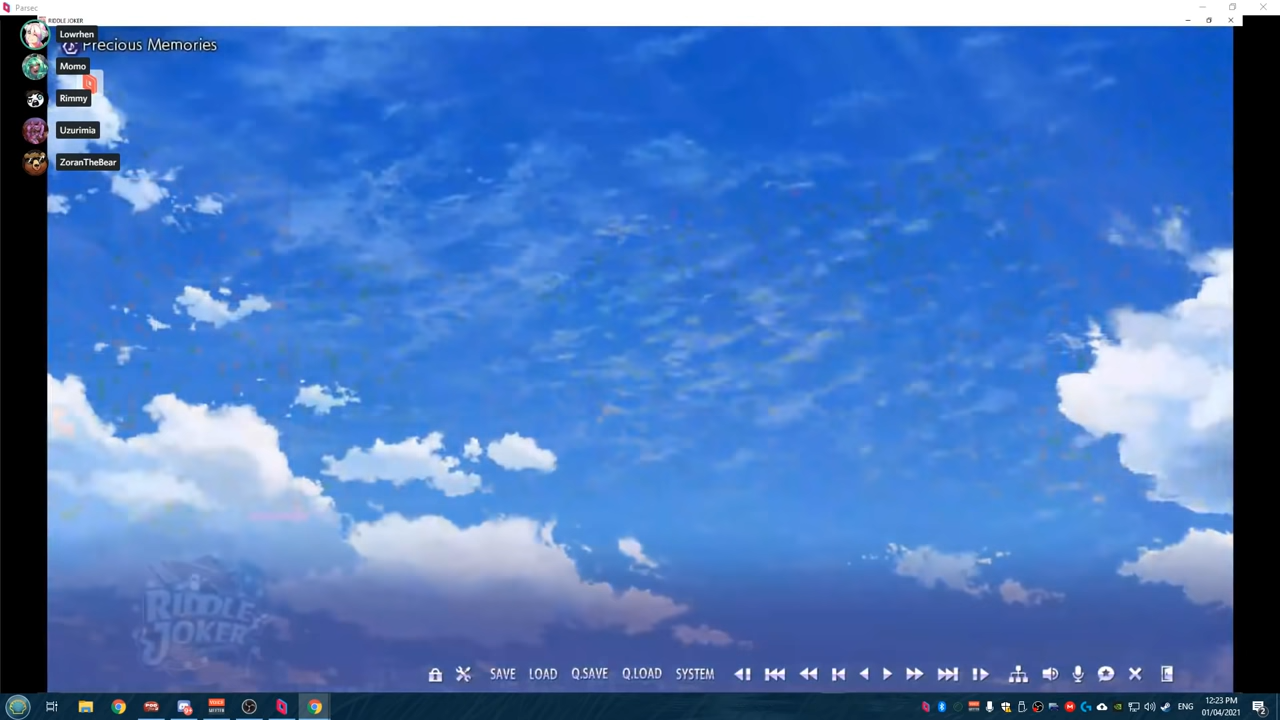 Parsec
RIDDLE JOKER
Lowrhen
Precious Memories
Momo
Rimmy
Uzurimia
ZoranTheBear
RIDDLE
JOKER
SAVE LOAD Q.SAVE Q.LOAD SYSTEM
ENG
12:23 PM
01/04/2021
2